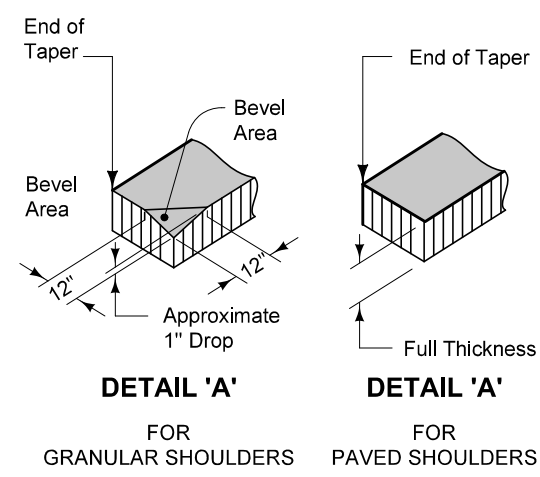 End of
Taper
Bevel
Area
Bevel
Area
12"
12"
Approximate
1" Drop
DETAIL 'A'
FOR
GRANULAR SHOULDERS
End of Taper
Full Thickness
DETAIL 'A'
FOR
PAVED SHOULDERS